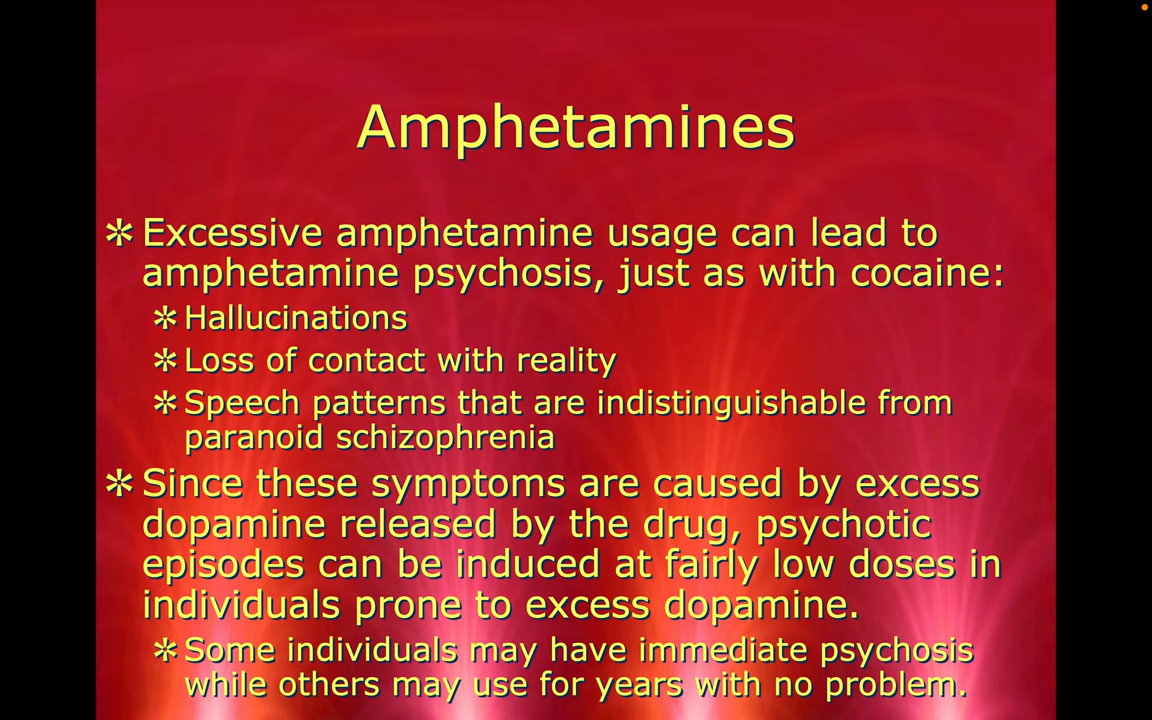 Amphetamines
✲ Excessive amphetamine usage can lead to
amphetamine psychosis, just as with cocaine:
✲ Hallucinations
✲ Loss of contact with reality
✲ Speech patterns that are indistinguishable from
paranoid schizophrenia
✲ Since these symptoms are caused by excess
dopamine released by the drug, psychotic
episodes can be induced at fairly low doses in
individuals prone to excess dopamine.
✲ Some individuals may have immediate psychosis
while others may use for years with no problem.